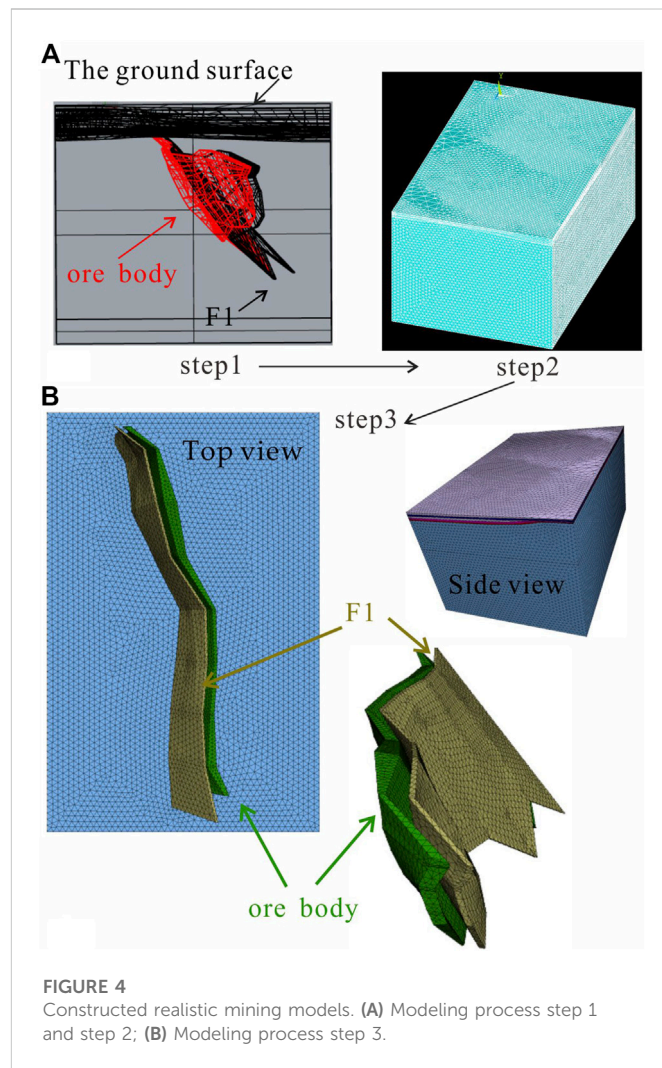 A
The ground surface
Y
ore body
F1
step1
step2
B
step3
Top view
Side view
F1
ore body
FIGURE 4
Constructed realistic mining models. (A) Modeling process step 1
and step 2; (B) Modeling process step 3.